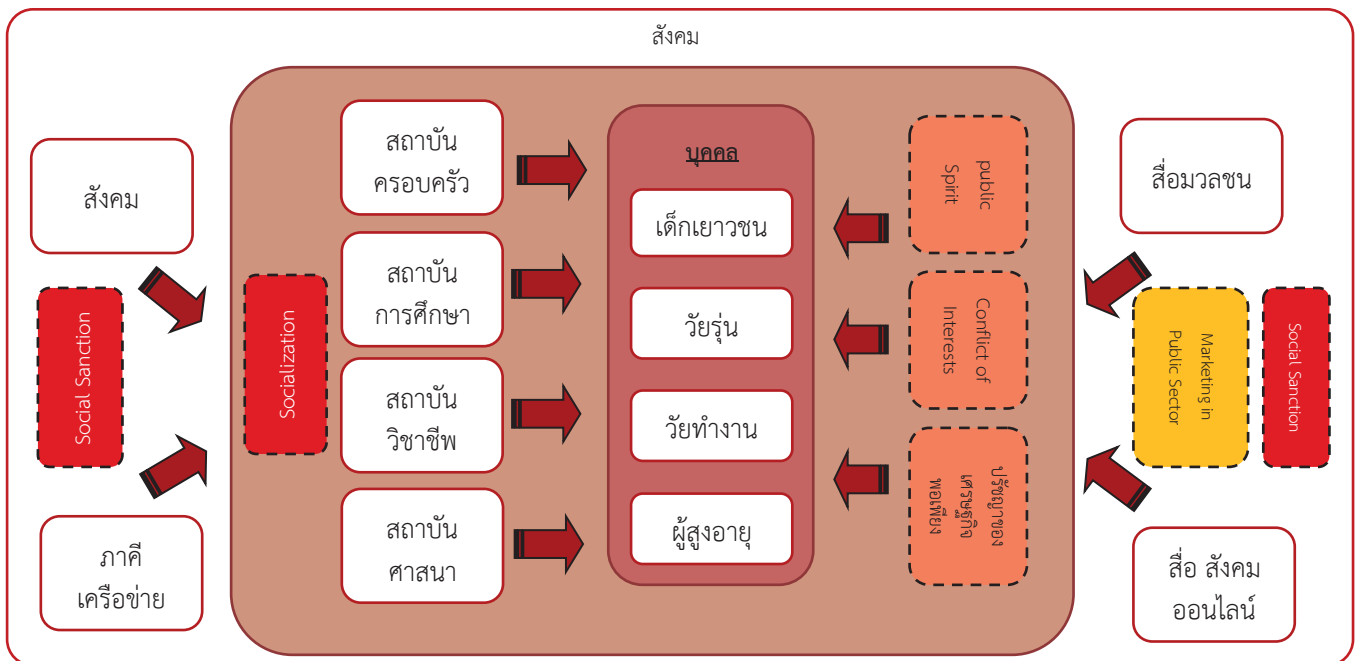 สังคม
สังคม
Social Sanction
ภาคี
เครือข่าย
Socialization
สถาบัน
ครอบครัว
สถาบัน
การศึกษา
สถาบัน
วิชาชีพ
สถาบัน
ศาสนา
บุคคล
เด็กเยาวชน
วัยรุ่น
วัยทำงาน
ผู้สูงอายุ
public
Spirit
Conflict of
Interests
ปรัชญาของ
เศรษฐกิจ
พอเพียง
สื่อมวลชน
Marketing in
Public Sector
Social Sanction
สื่อ สังคม
ออนไลน์